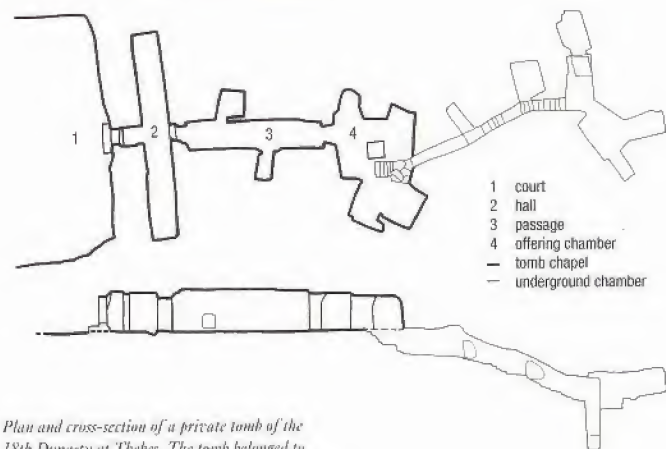 1
2
3
4
1 court
2 hall
3 passage
4 offering chamber
— tomb chapel
— underground chamber
Plan and cross-section of a private tomb of the
18th Dynasty at Thebes. The tomb belonged to